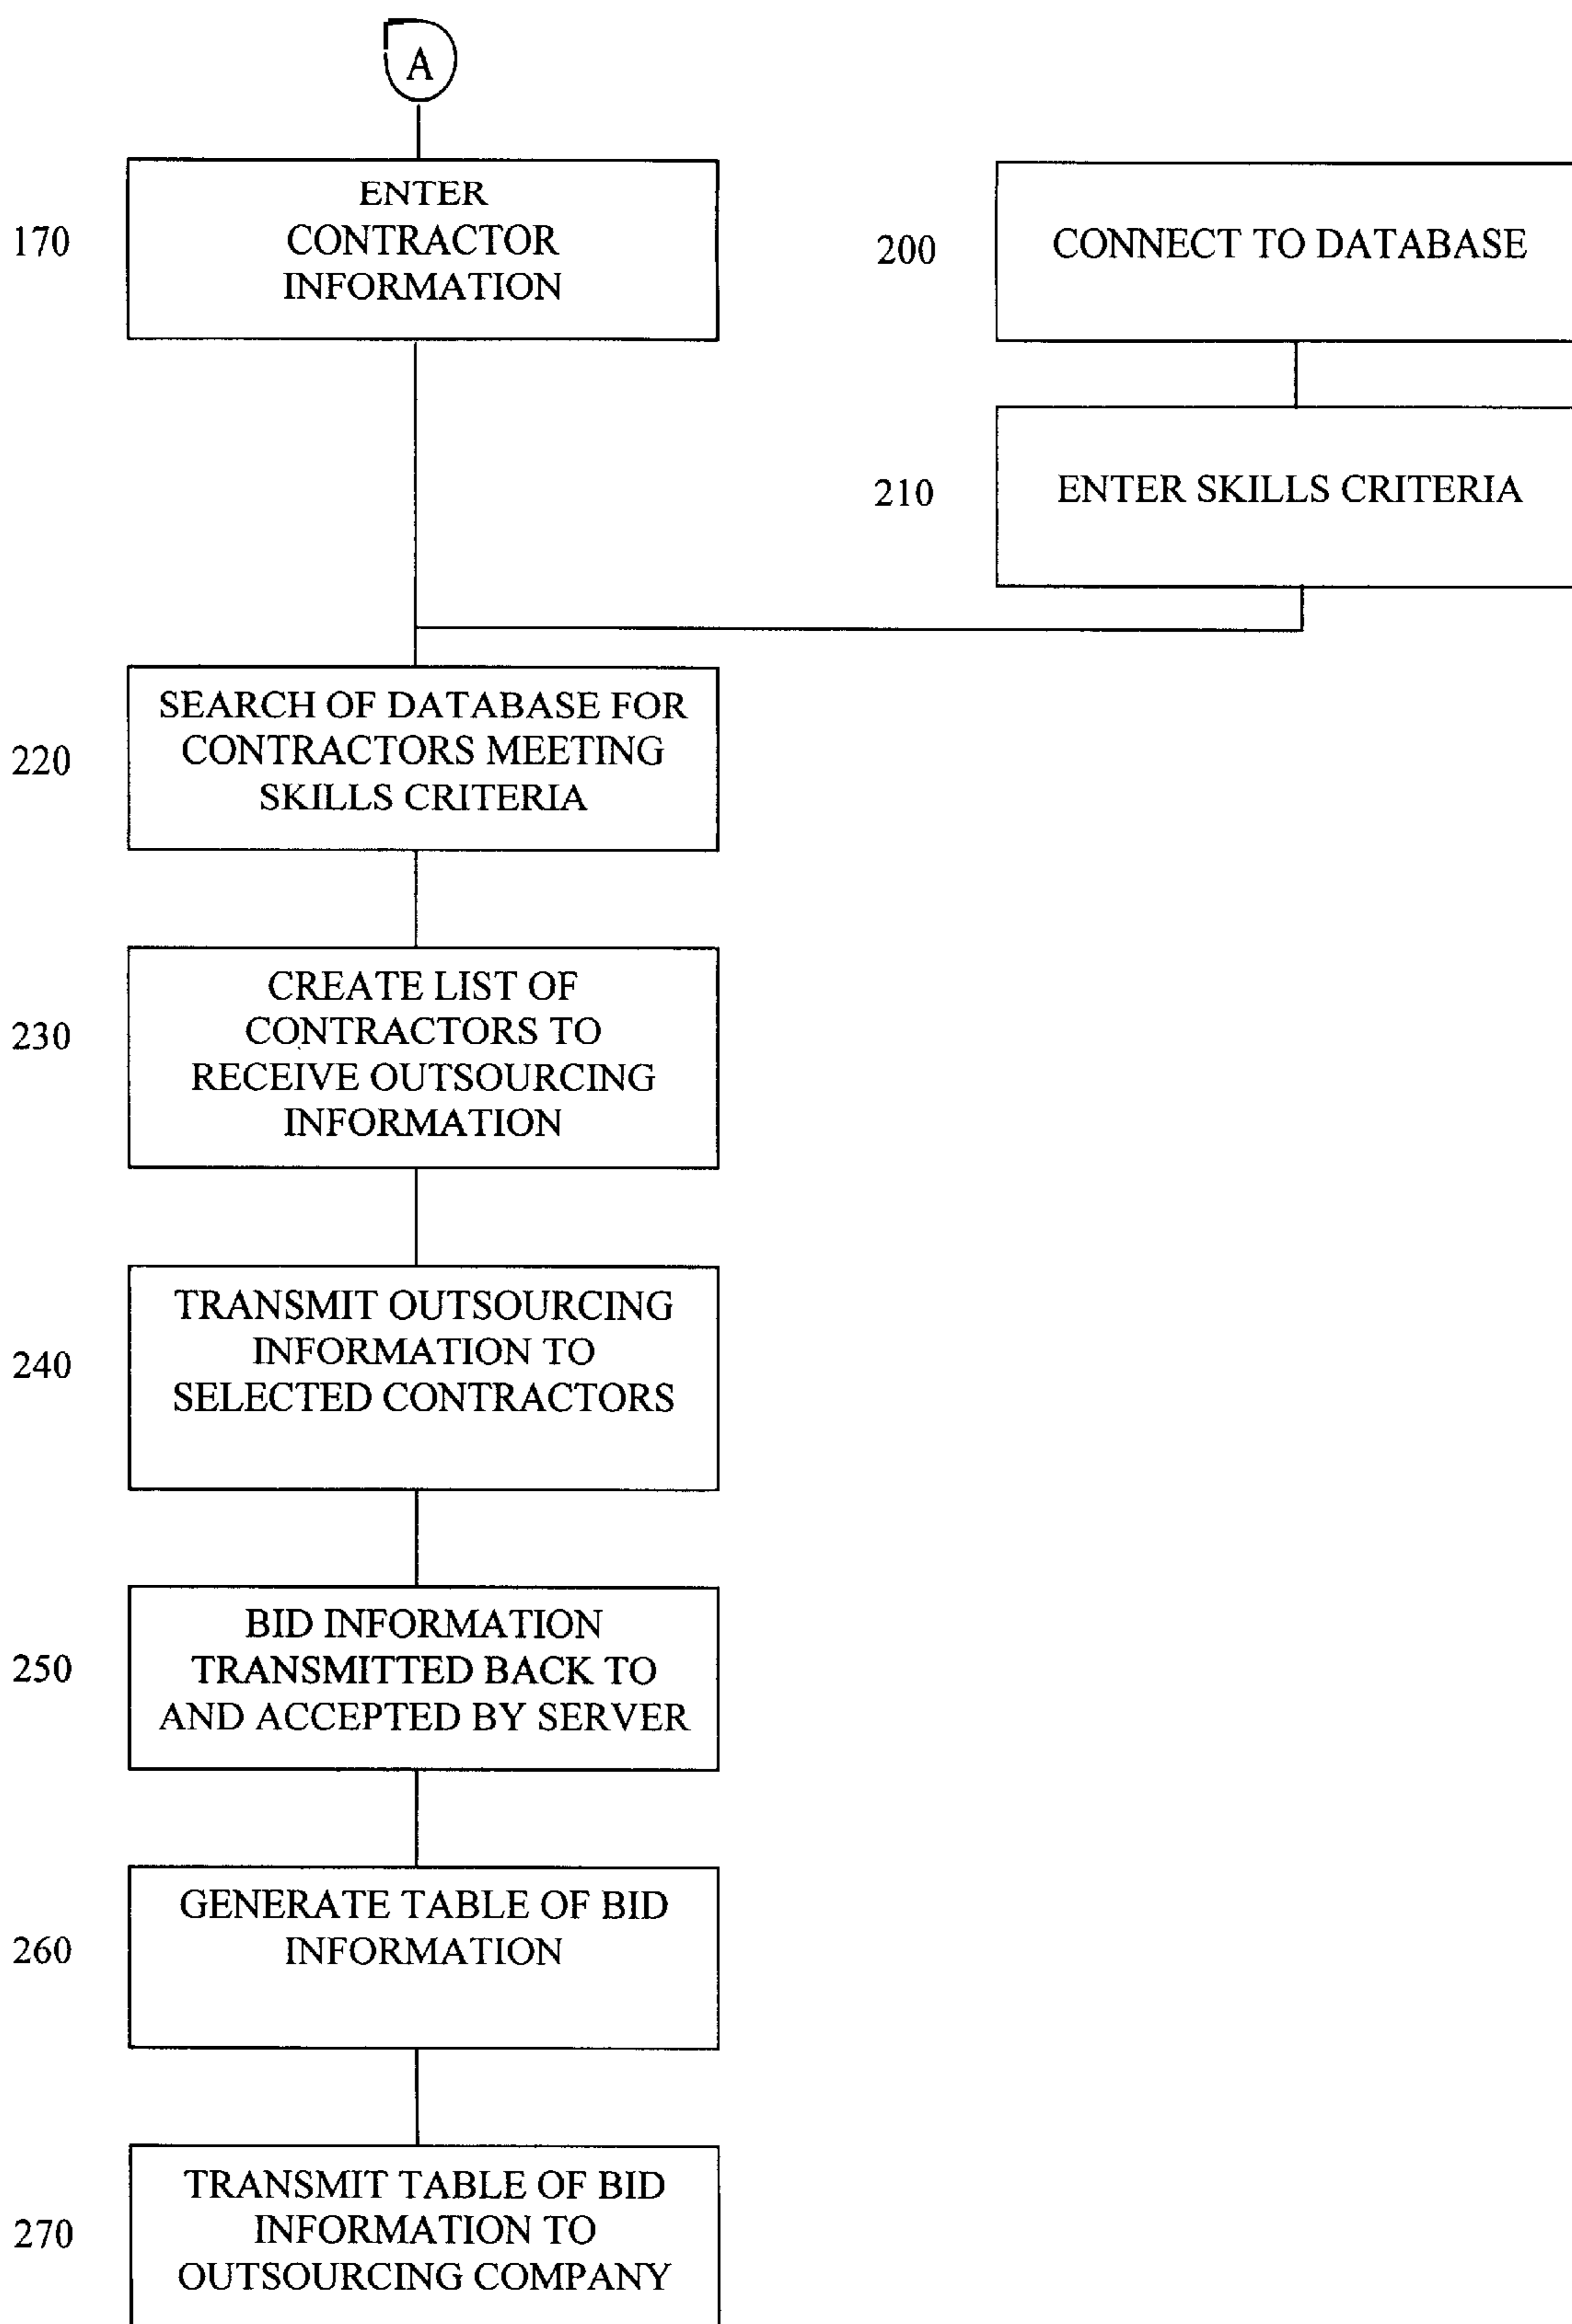 A
170
ENTER
CONTRACTOR
INFORMATION
200
CONNECT TO DATABASE
210
ENTER SKILLS CRITERIA
220
SEARCH OF DATABASE FOR
CONTRACTORS MEETING
SKILLS CRITERIA
230
CREATE LIST OF
CONTRACTORS TO
RECEIVE OUTSOURCING
INFORMATION
240
TRANSMIT OUTSOURCING
INFORMATION TO
SELECTED CONTRACTORS
250
BID INFORMATION
TRANSMITTED BACK TO
AND ACCEPTED BY SERVER
260
GENERATE TABLE OF BID
INFORMATION
270
TRANSMIT TABLE OF BID
INFORMATION TO
OUTSOURCING COMPANY